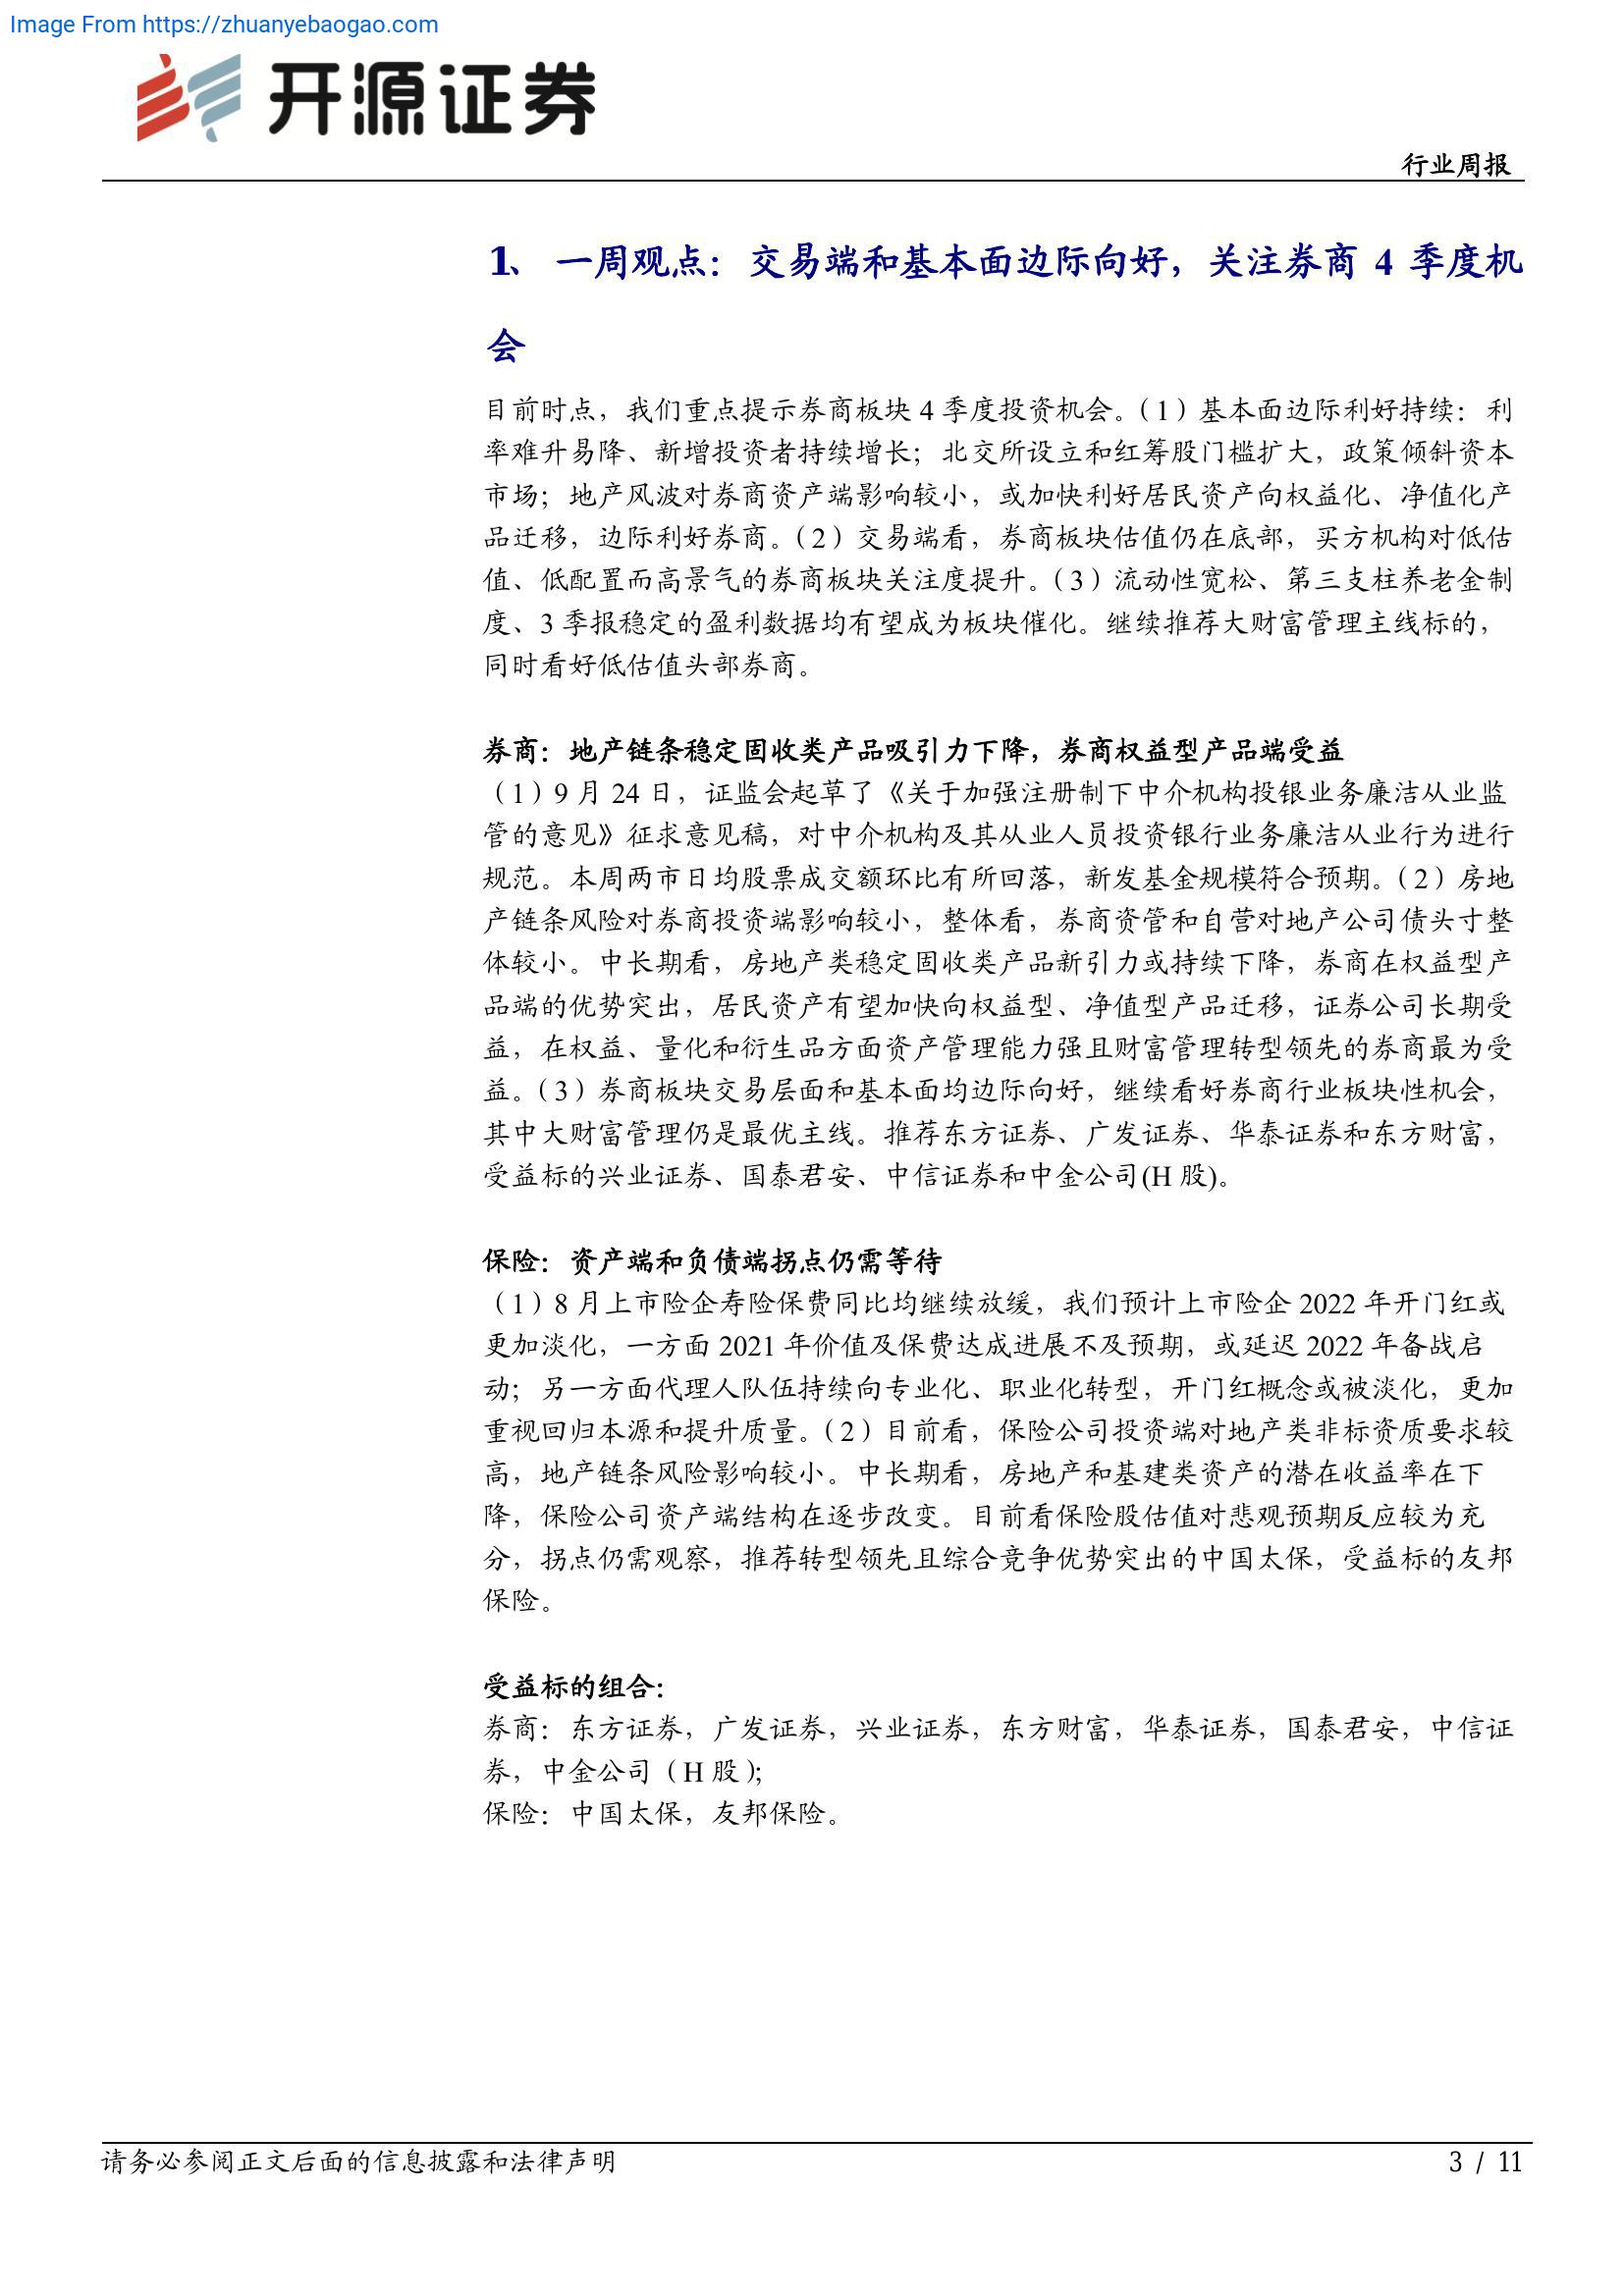 Image From https://zhuanyebaogao.com
开源证券
行业周报
1、 一周观点：交易端和基本面边际向好，关注券商 4 季度机
会
目前时点，我们重点提示券商板块 4 季度投资机会。（1）基本面边际利好持续：利
率难升易降、新增投资者持续增长；北交所设立和红筹股门槛扩大，政策倾斜资本
市场；地产风波对券商资产端影响较小，或加快利好居民资产向权益化、净值化产
品迁移，边际利好券商。（2）交易端看，券商板块估值仍在底部，买方机构对低估
值、低配置而高景气的券商板块关注度提升。（3）流动性宽松、第三支柱养老金制
度、3 季报稳定的盈利数据均有望成为板块催化。继续推荐大财富管理主线标的，
同时看好低估值头部券商。
券商：地产链条稳定固收类产品吸引力下降，券商权益型产品端受益
（1）9 月 24 日，证监会起草了《关于加强注册制下中介机构投银业务廉洁从业监
管的意见》征求意见稿，对中介机构及其从业人员投资银行业务廉洁从业行为进行
规范。本周两市日均股票成交额环比有所回落，新发基金规模符合预期。（2）房地
产链条风险对券商投资端影响较小，整体看，券商资管和自营对地产公司债头寸整
体较小。中长期看，房地产类稳定固收类产品新引力或持续下降，券商在权益型产
品端的优势突出，居民资产有望加快向权益型、净值型产品迁移，证券公司长期受
益，在权益、量化和衍生品方面资产管理能力强且财富管理转型领先的券商最为受
益。（3）券商板块交易层面和基本面均边际向好，继续看好券商行业板块性机会，
其中大财富管理仍是最优主线。推荐东方证券、广发证券、华泰证券和东方财富，
受益标的兴业证券、国泰君安、中信证券和中金公司(H 股)。
保险：资产端和负债端拐点仍需等待
（1）8 月上市险企寿险保费同比均继续放缓，我们预计上市险企 2022 年开门红或
更加淡化，一方面 2021 年价值及保费达成进展不及预期，或延迟 2022 年备战启
动；另一方面代理人队伍持续向专业化、职业化转型，开门红概念或被淡化，更加
重视回归本源和提升质量。（2）目前看，保险公司投资端对地产类非标资质要求较
高，地产链条风险影响较小。中长期看，房地产和基建类资产的潜在收益率在下
降，保险公司资产端结构在逐步改变。目前看保险股估值对悲观预期反应较为充
分，拐点仍需观察，推荐转型领先且综合竞争优势突出的中国太保，受益标的友邦
保险。
受益标的组合：
券商：东方证券，广发证券，兴业证券，东方财富，华泰证券，国泰君安，中信证
券，中金公司（H 股）；
保险：中国太保，友邦保险。
请务必参阅正文后面的信息披露和法律声明
3 / 11